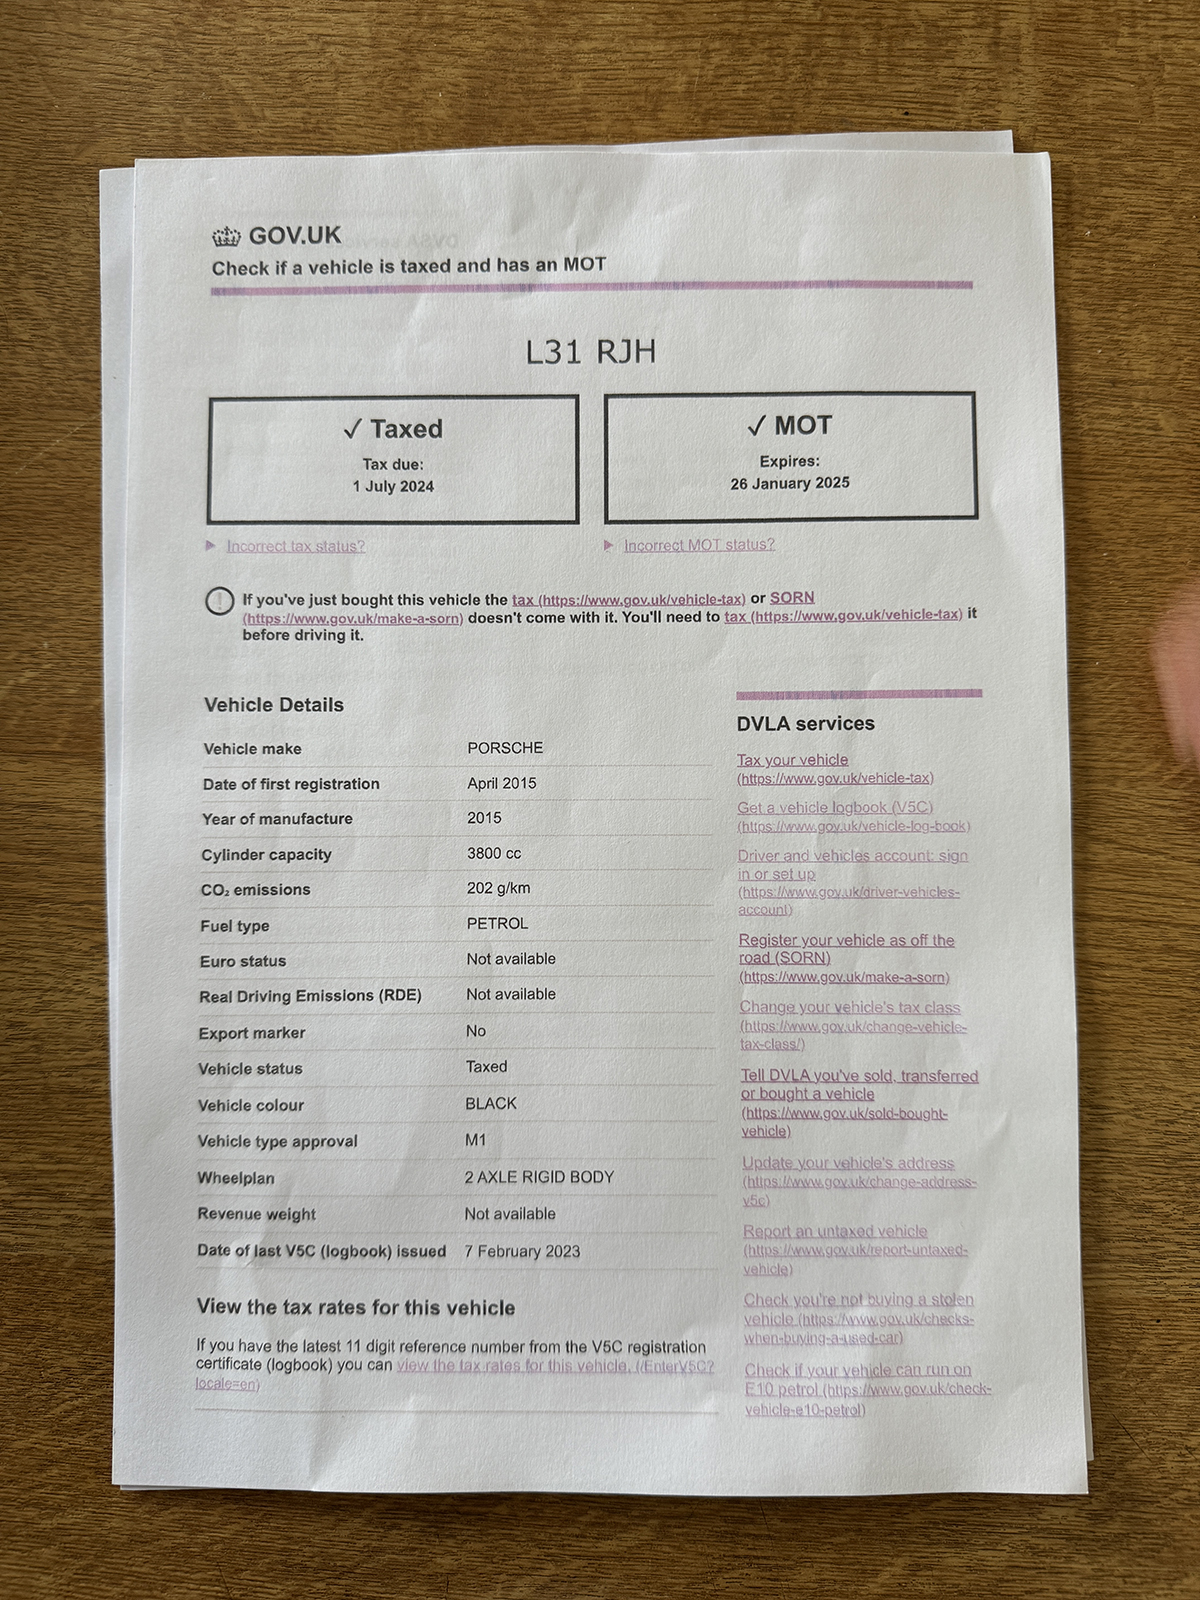 GOV.UK
Check if a vehicle is taxed and has an MOT
L31 RJH
✓ Taxed
Tax due:
1 July 2024
✓ MOT
Expires:
26 January 2025
▶ Incorrect tax status?
▶ Incorrect MOT status?
If you've just bought this vehicle the tax (https://www.gov.uk/vehicle-tax) or SORN
(https://www.gov.uk/make-a-sorn) doesn't come with it. You'll need to tax (https://www.gov.uk/vehicle-tax) it
before driving it.
Vehicle Details
Vehicle make PORSCHE
Date of first registration April 2015
Year of manufacture 2015
Cylinder capacity 3800 cc
CO₂ emissions 202 g/km
Fuel type PETROL
Euro status Not available
Real Driving Emissions (RDE) Not available
Export marker No
Vehicle status Taxed
Vehicle colour BLACK
Vehicle type approval M1
Wheelplan 2 AXLE RIGID BODY
Revenue weight Not available
Date of last V5C (logbook) issued 7 February 2023
View the tax rates for this vehicle
If you have the latest 11 digit reference number from the V5C registration
certificate (logbook) you can view the tax rates for this vehicle. (/EnterV5C?
locale=en)
DVLA services
Tax your vehicle
(https://www.gov.uk/vehicle-tax)
Get a vehicle logbook (V5C)
(https://www.gov.uk/vehicle-log-book)
Driver and vehicles account: sign
in or set up
(https://www.gov.uk/driver-vehicles-
account)
Register your vehicle as off the
road (SORN)
(https://www.gov.uk/make-a-sorn)
Change your vehicle's tax class
(https://www.gov.uk/change-vehicle-
tax-class/)
Tell DVLA you've sold, transferred
or bought a vehicle
(https://www.gov.uk/sold-bought-
vehicle)
Update your vehicle's address
(https://www.gov.uk/change-address-
v5c)
Report an untaxed vehicle
(https://www.gov.uk/report-untaxed-
vehicle)
Check you're not buying a stolen
vehicle (https://www.gov.uk/checks-
when-buying-a-used-car)
Check if your vehicle can run on
E10 petrol (https://www.gov.uk/check-
vehicle-e10-petrol)